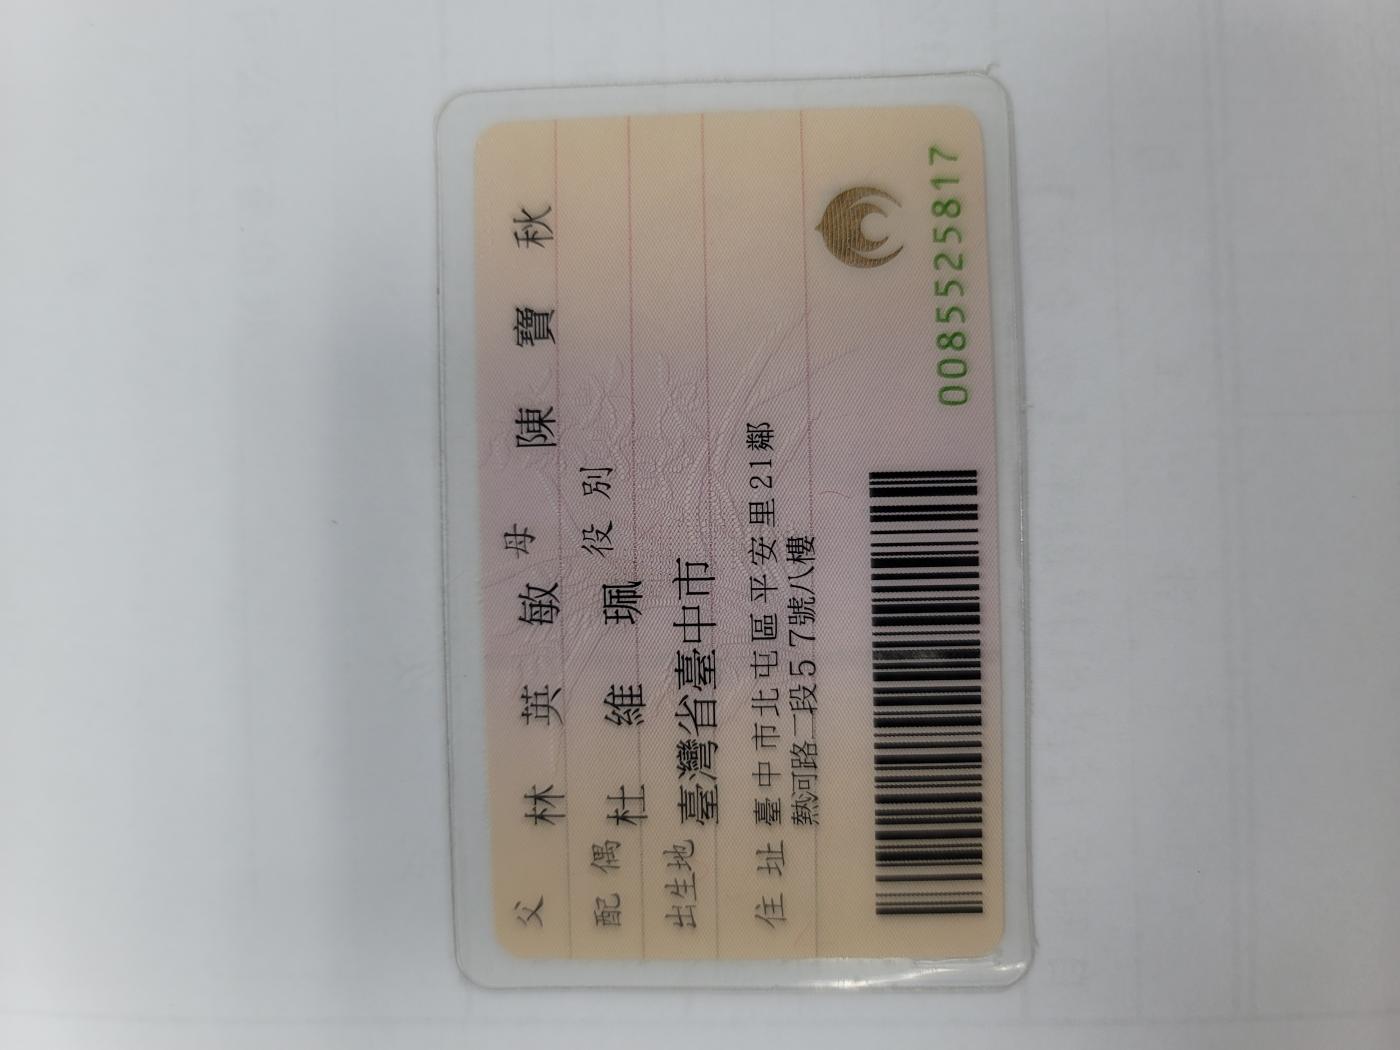 父 林英敏 母 陳寶秋
配偶 杜維珮 役別
出生地 臺灣省臺中市
住址 臺中市北屯區平安里21鄰
熱河路二段57號八樓
0085525817